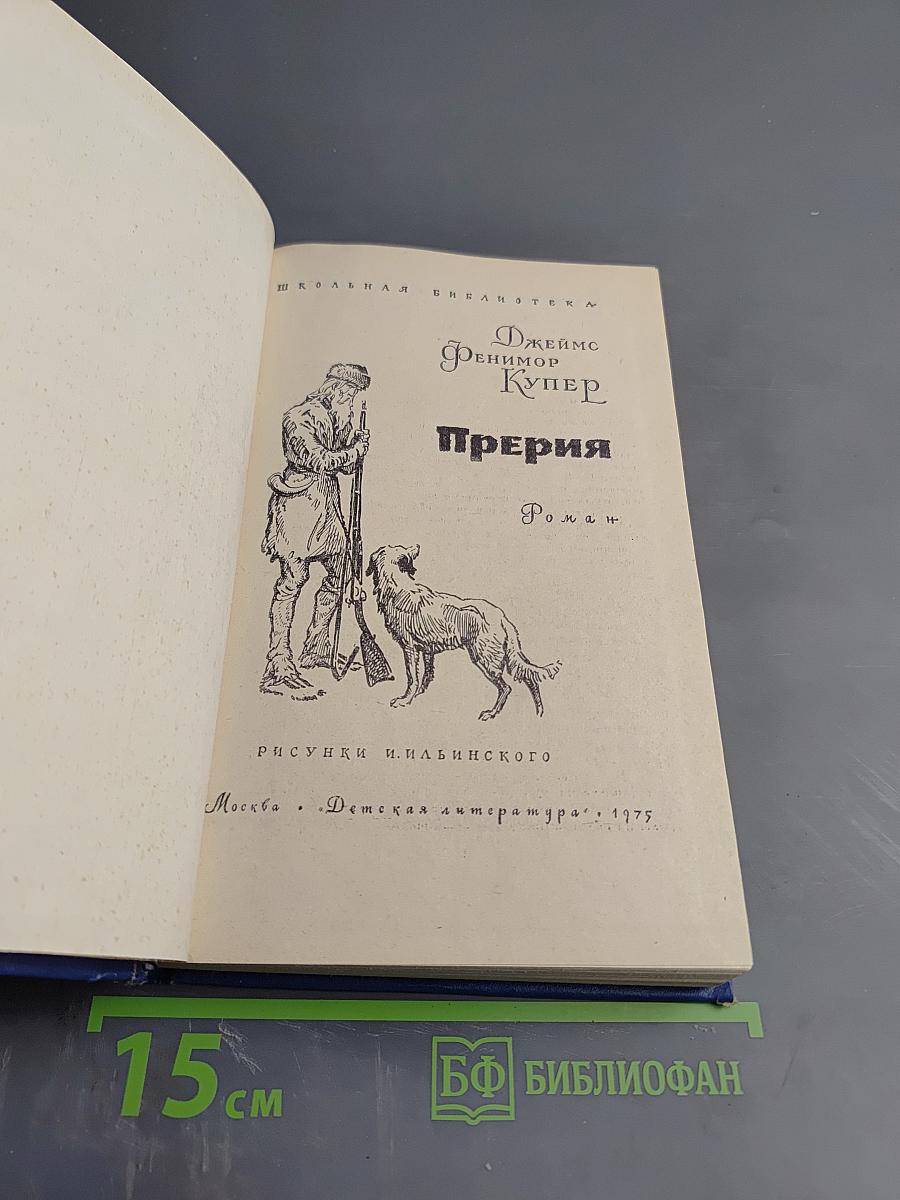 ШКОЛЬНАЯ БИБЛИОТЕКА
Джеймс
Фенимор
Купер
Прерия
Роман
РИСУНКИ И. ИЛЬИНСКОГО
Москва • «Детская литература» • 1975
15 см
БФ БИБЛИОФАН